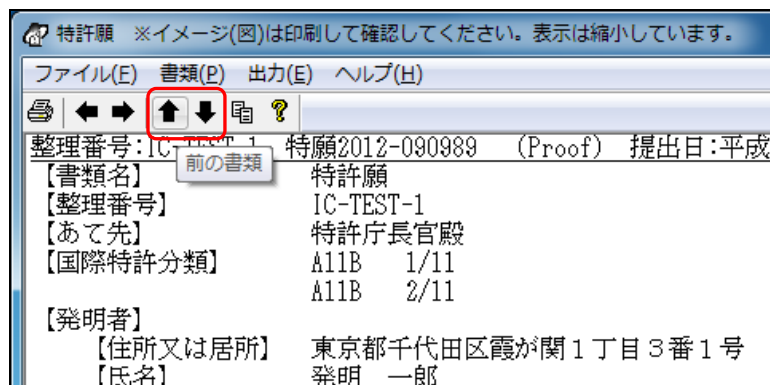 特許願　※イメージ(図)は印刷して確認してください。表示は縮小しています。
ファイル(F)　書類(P)　出力(E)　ヘルプ(H)
整理番号:IC-TEST-1　特願2012-090989　(Proof)　提出日:平成
前の書類
【書類名】　特許願
【整理番号】　IC-TEST-1
【あて先】　特許庁長官殿
【国際特許分類】　A11B　1/11
A11B　2/11
【発明者】
【住所又は居所】　東京都千代田区霞が関１丁目３番１号
【氏名】　発明　一郎